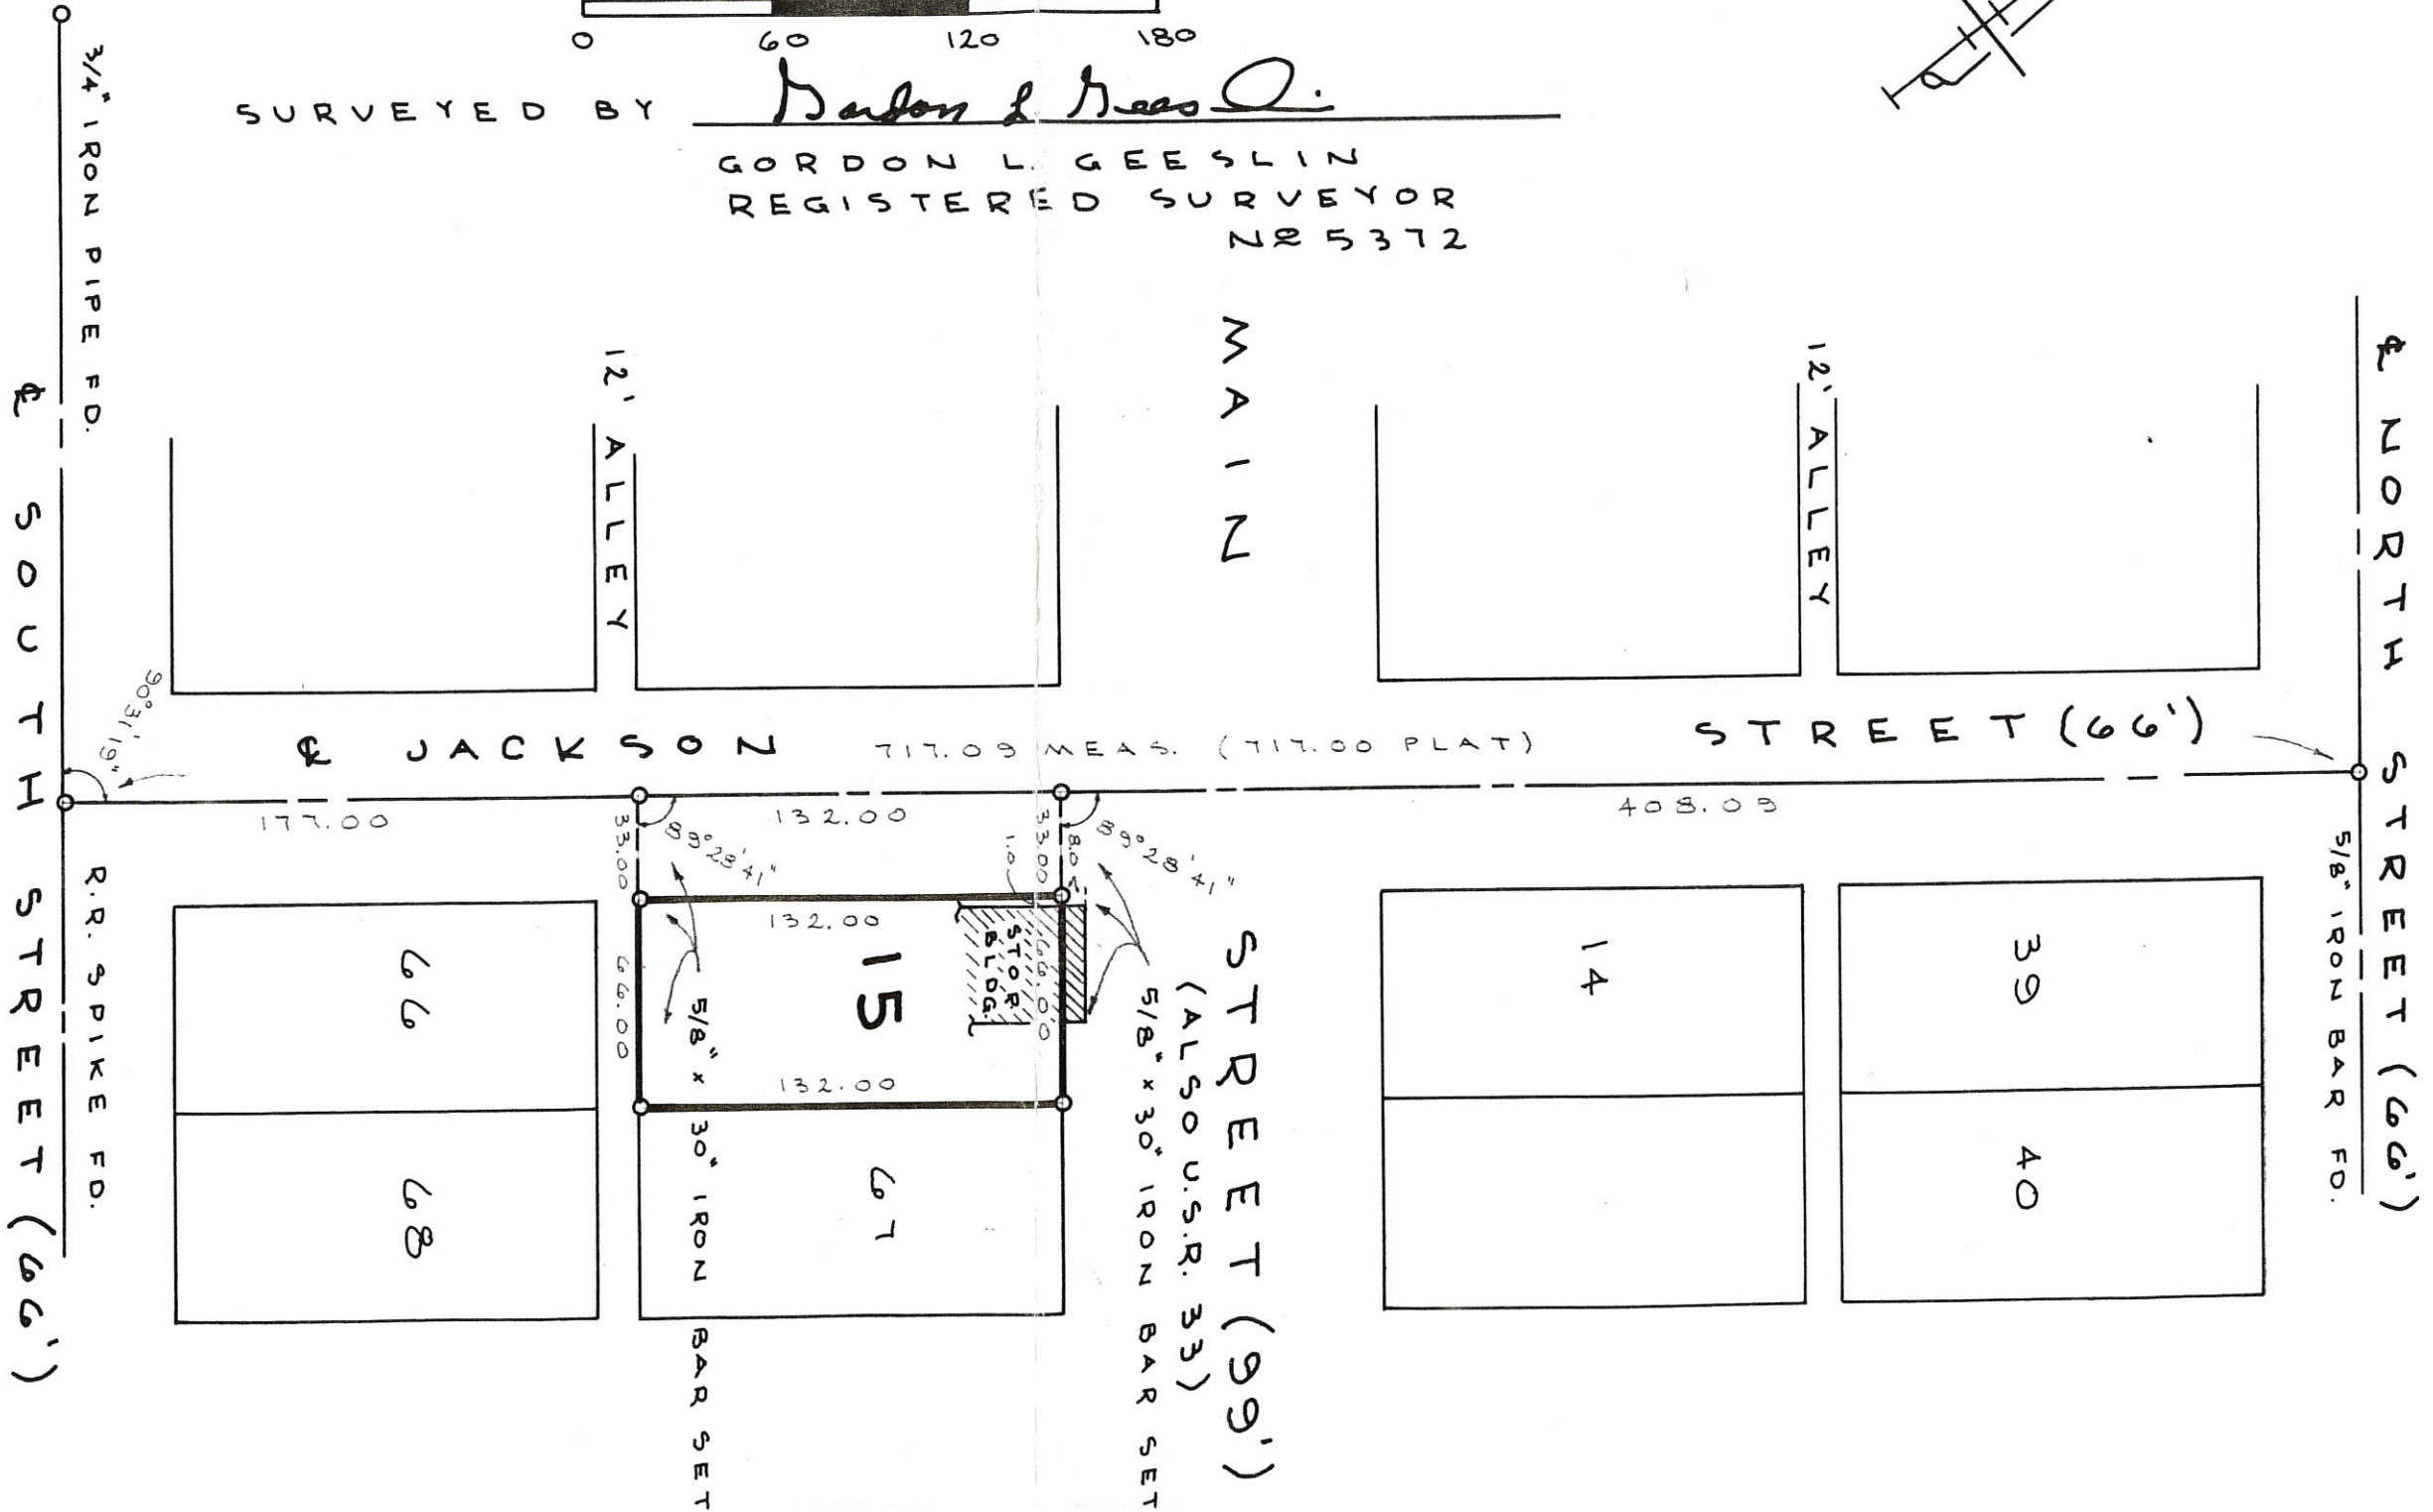 0 60 120 180
SURVEYED BY
GORDON L. GEESLIN
REGISTERED SURVEYOR
Nº 5372
3/4" IRON PIPE FD.
℄ SOUTH STREET (66')
12' ALLEY
MAIN STREET (99')
(ALSO U.S.R. 33)
12' ALLEY
℄ NORTH STREET (66')
90°31'19"
℄ JACKSON STREET (66')
717.09 MEAS. (717.00 PLAT)
177.00
132.00
408.09
33.00
89°28'41"
33.00
8.0
89°28'41"
1.0
R.R. SPIKE FD.
5/8" IRON BAR FD.
132.00
66.00
15
STOR. BLDG.
66.00
132.00
5/8" x 30" IRON BAR SET
5/8" x 30" IRON BAR SET
66
68
67
14
39
40